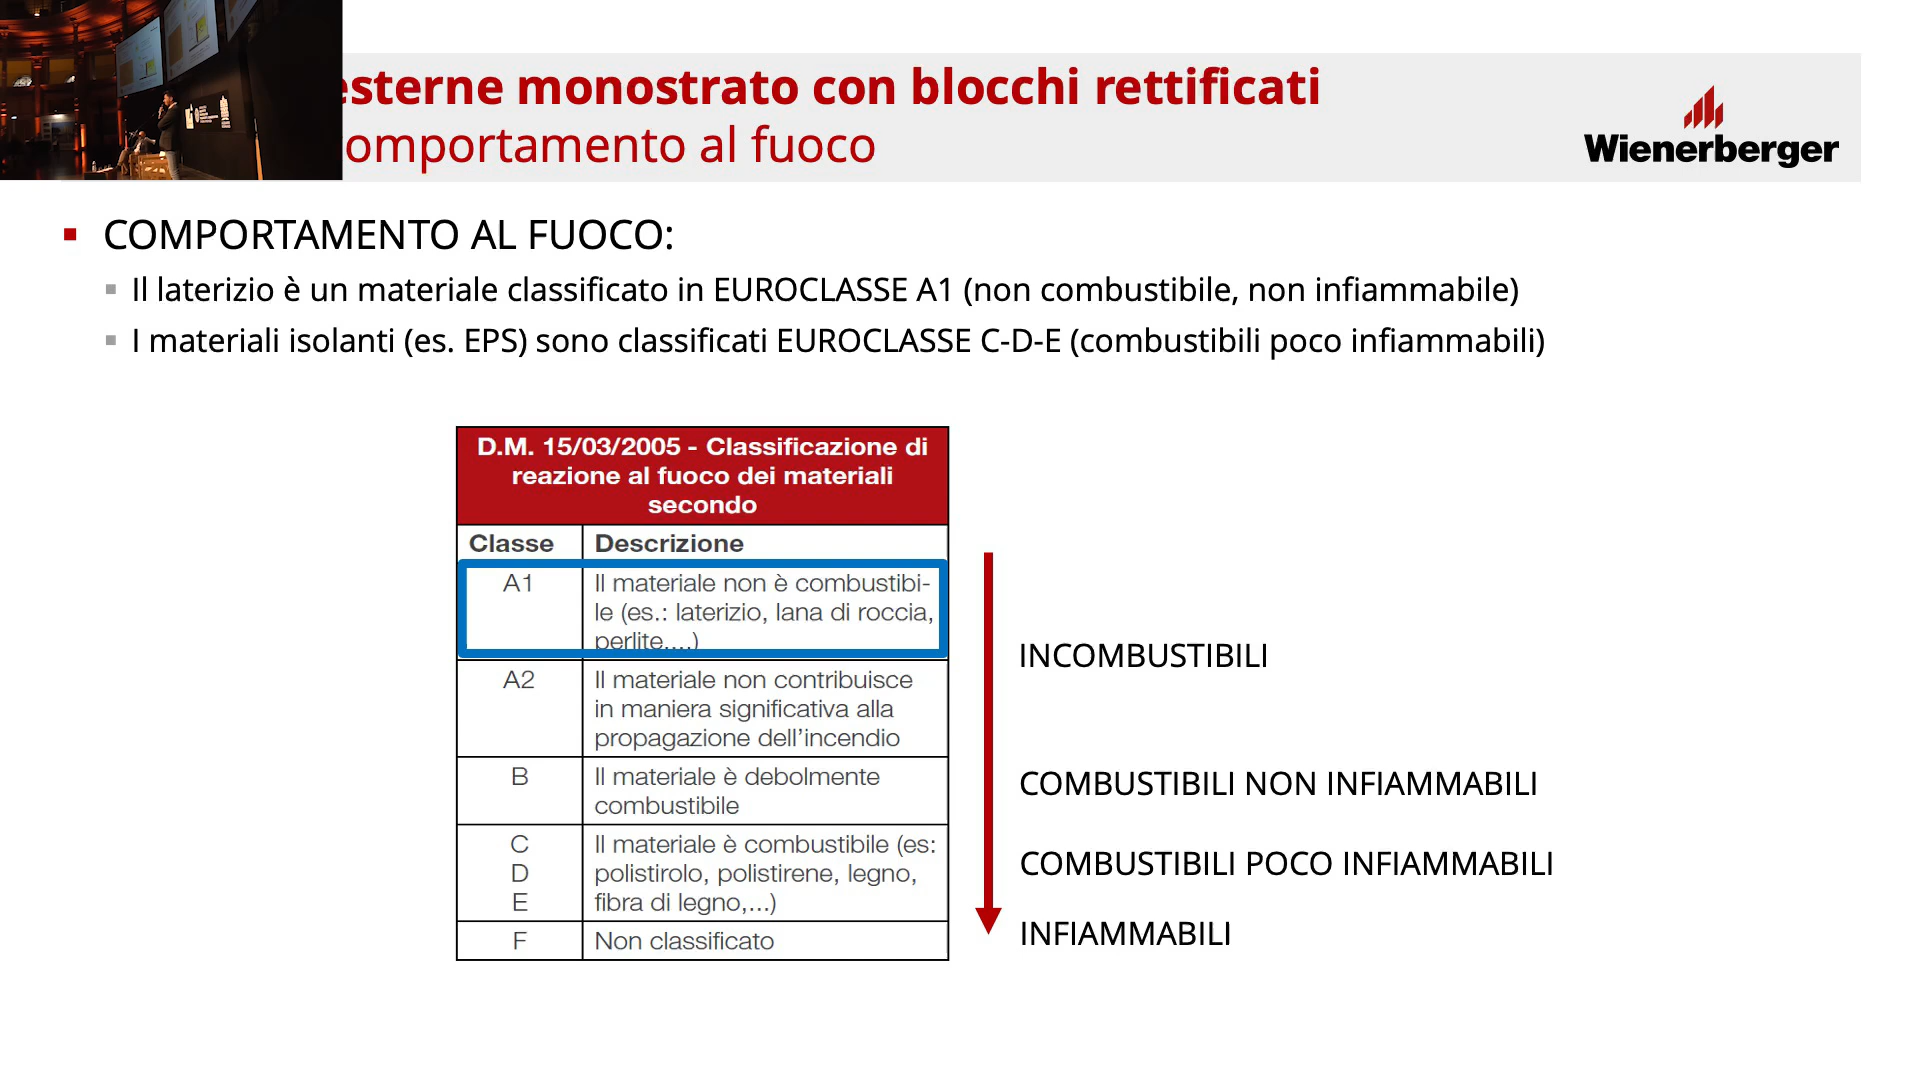 esterne monostrato con blocchi rettificati
omportamento al fuoco
Wienerberger
COMPORTAMENTO AL FUOCO:
Il laterizio è un materiale classificato in EUROCLASSE A1 (non combustibile, non infiammabile)
I materiali isolanti (es. EPS) sono classificati EUROCLASSE C-D-E (combustibili poco infiammabili)
D.M. 15/03/2005 - Classificazione di
reazione al fuoco dei materiali
secondo
Classe Descrizione
A1 Il materiale non è combustibi-
le (es.: laterizio, lana di roccia,
perlite,...)
A2 Il materiale non contribuisce
in maniera significativa alla
propagazione dell'incendio
B Il materiale è debolmente
combustibile
C Il materiale è combustibile (es:
D polistirolo, polistirene, legno,
E fibra di legno,...)
F Non classificato
INCOMBUSTIBILI
COMBUSTIBILI NON INFIAMMABILI
COMBUSTIBILI POCO INFIAMMABILI
INFIAMMABILI